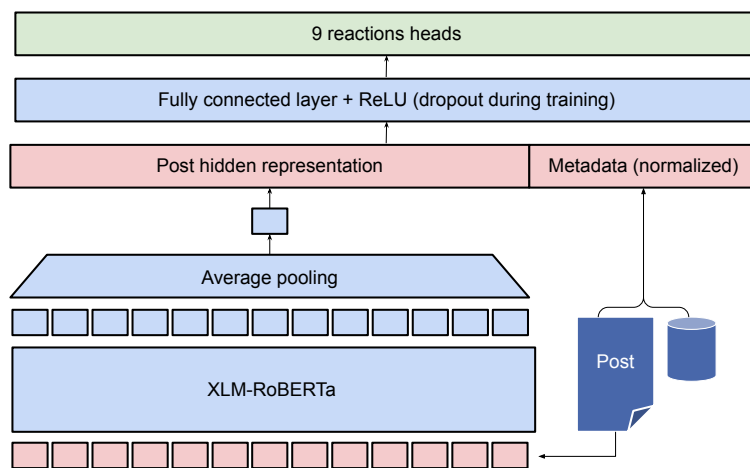 9 reactions heads
Fully connected layer + ReLU (dropout during training)
Post hidden representation
Metadata (normalized)
Average pooling
Post
XLM-RoBERTa